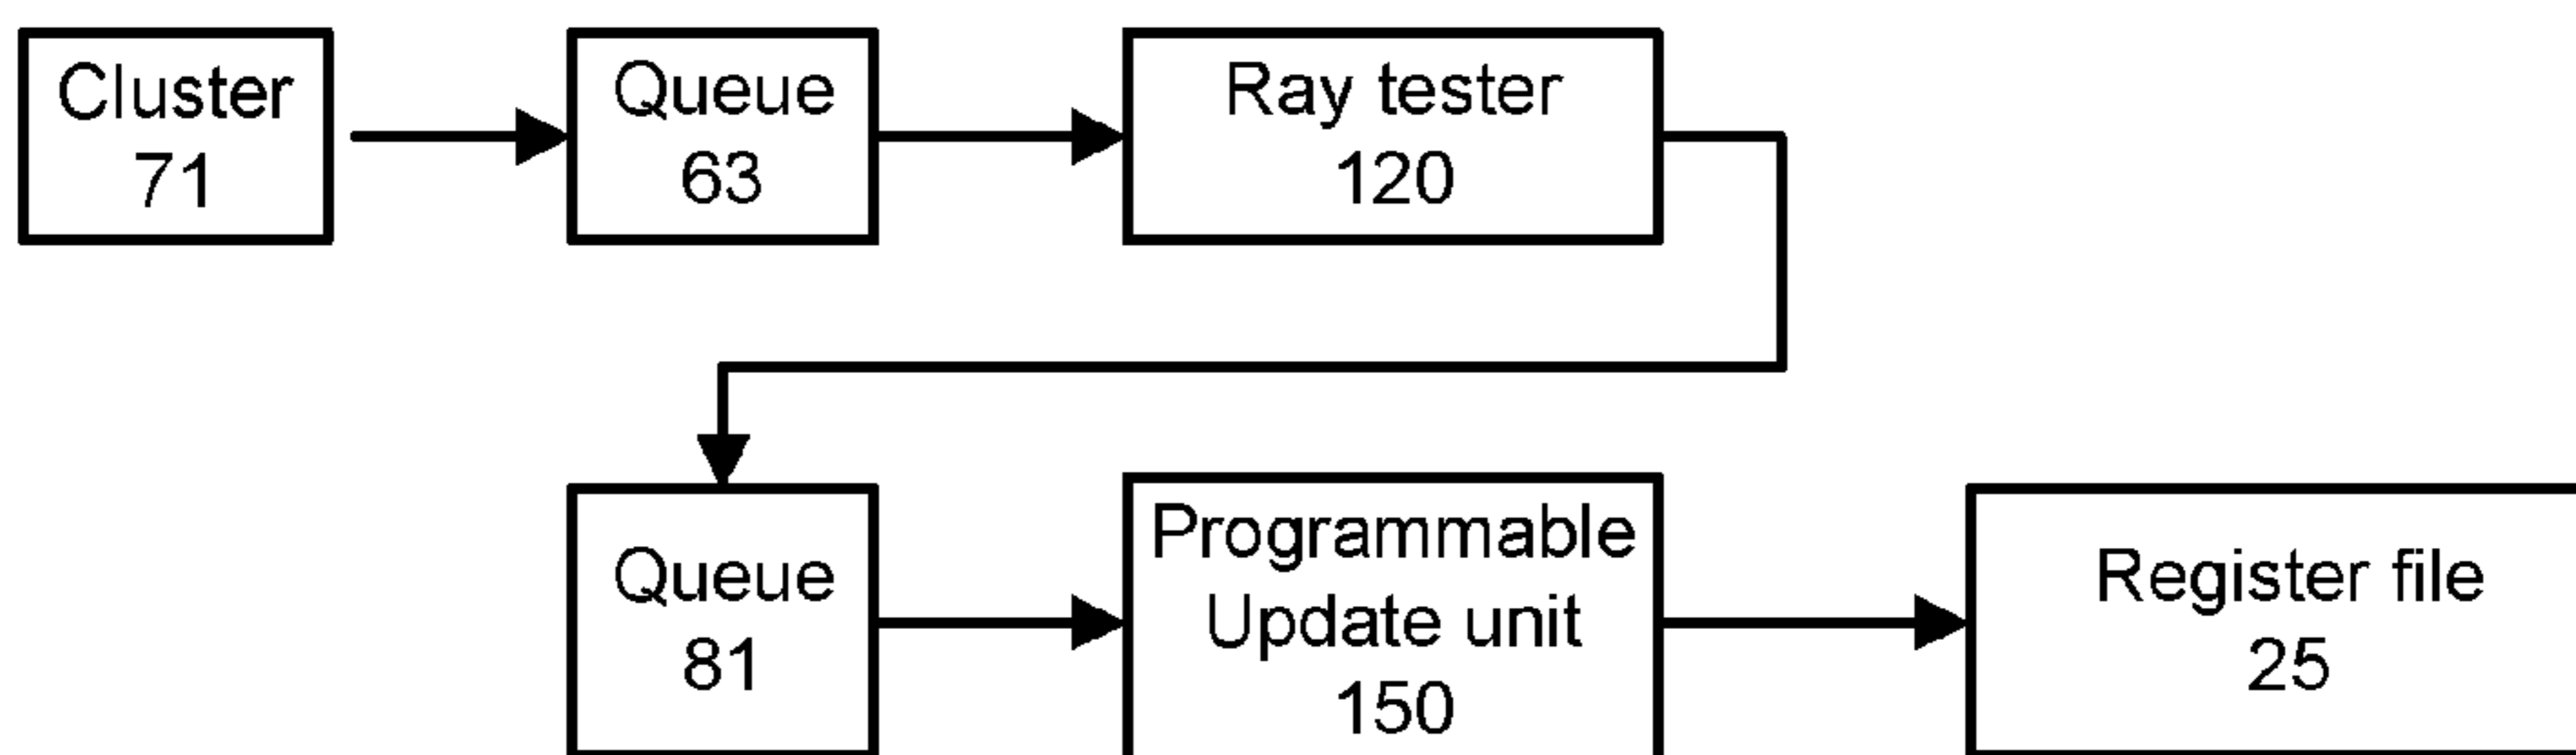 Cluster
71
Queue
63
Ray tester
120
Queue
81
Programmable
Update unit
150
Register file
25